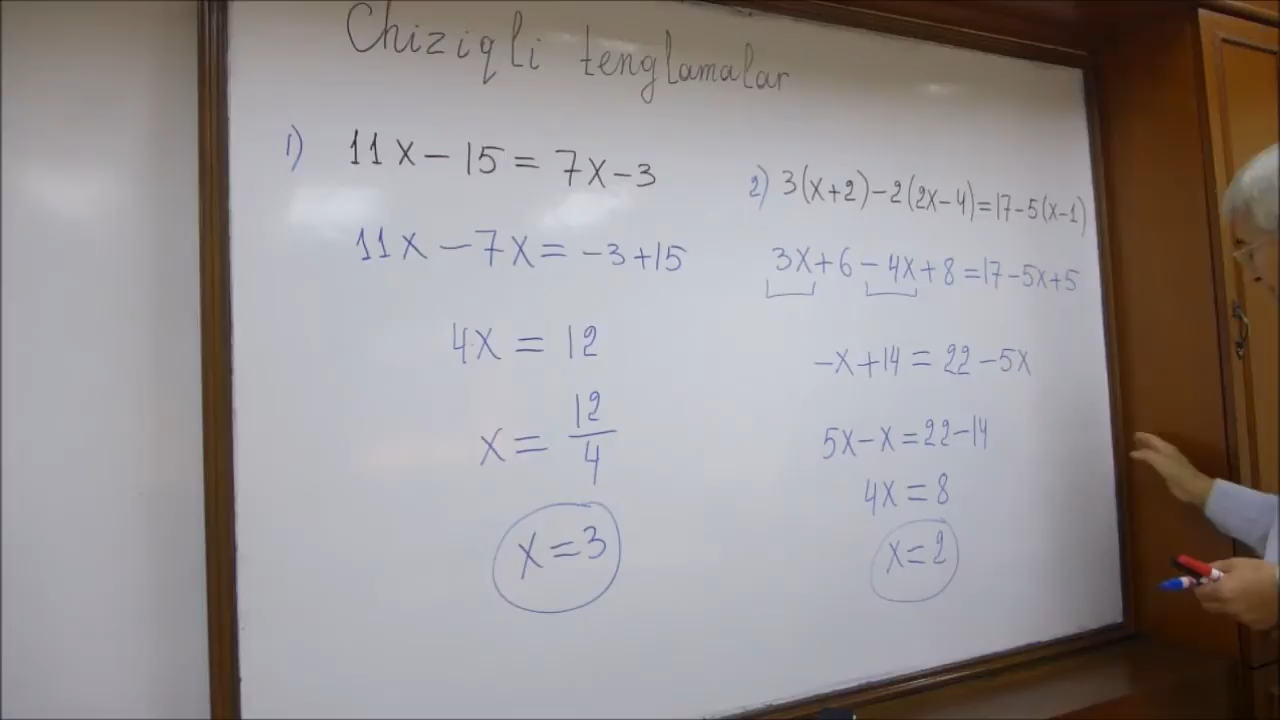 Chiziqli tenglamalar
1) 11x - 15 = 7x - 3
11x - 7x = -3 + 15
4x = 12
x = 12/4
x = 3
2) 3(x+2) - 2(2x-4) = 17 - 5(x-1)
3x + 6 - 4x + 8 = 17 - 5x + 5
-x + 14 = 22 - 5x
5x - x = 22 - 14
4x = 8
x = 2